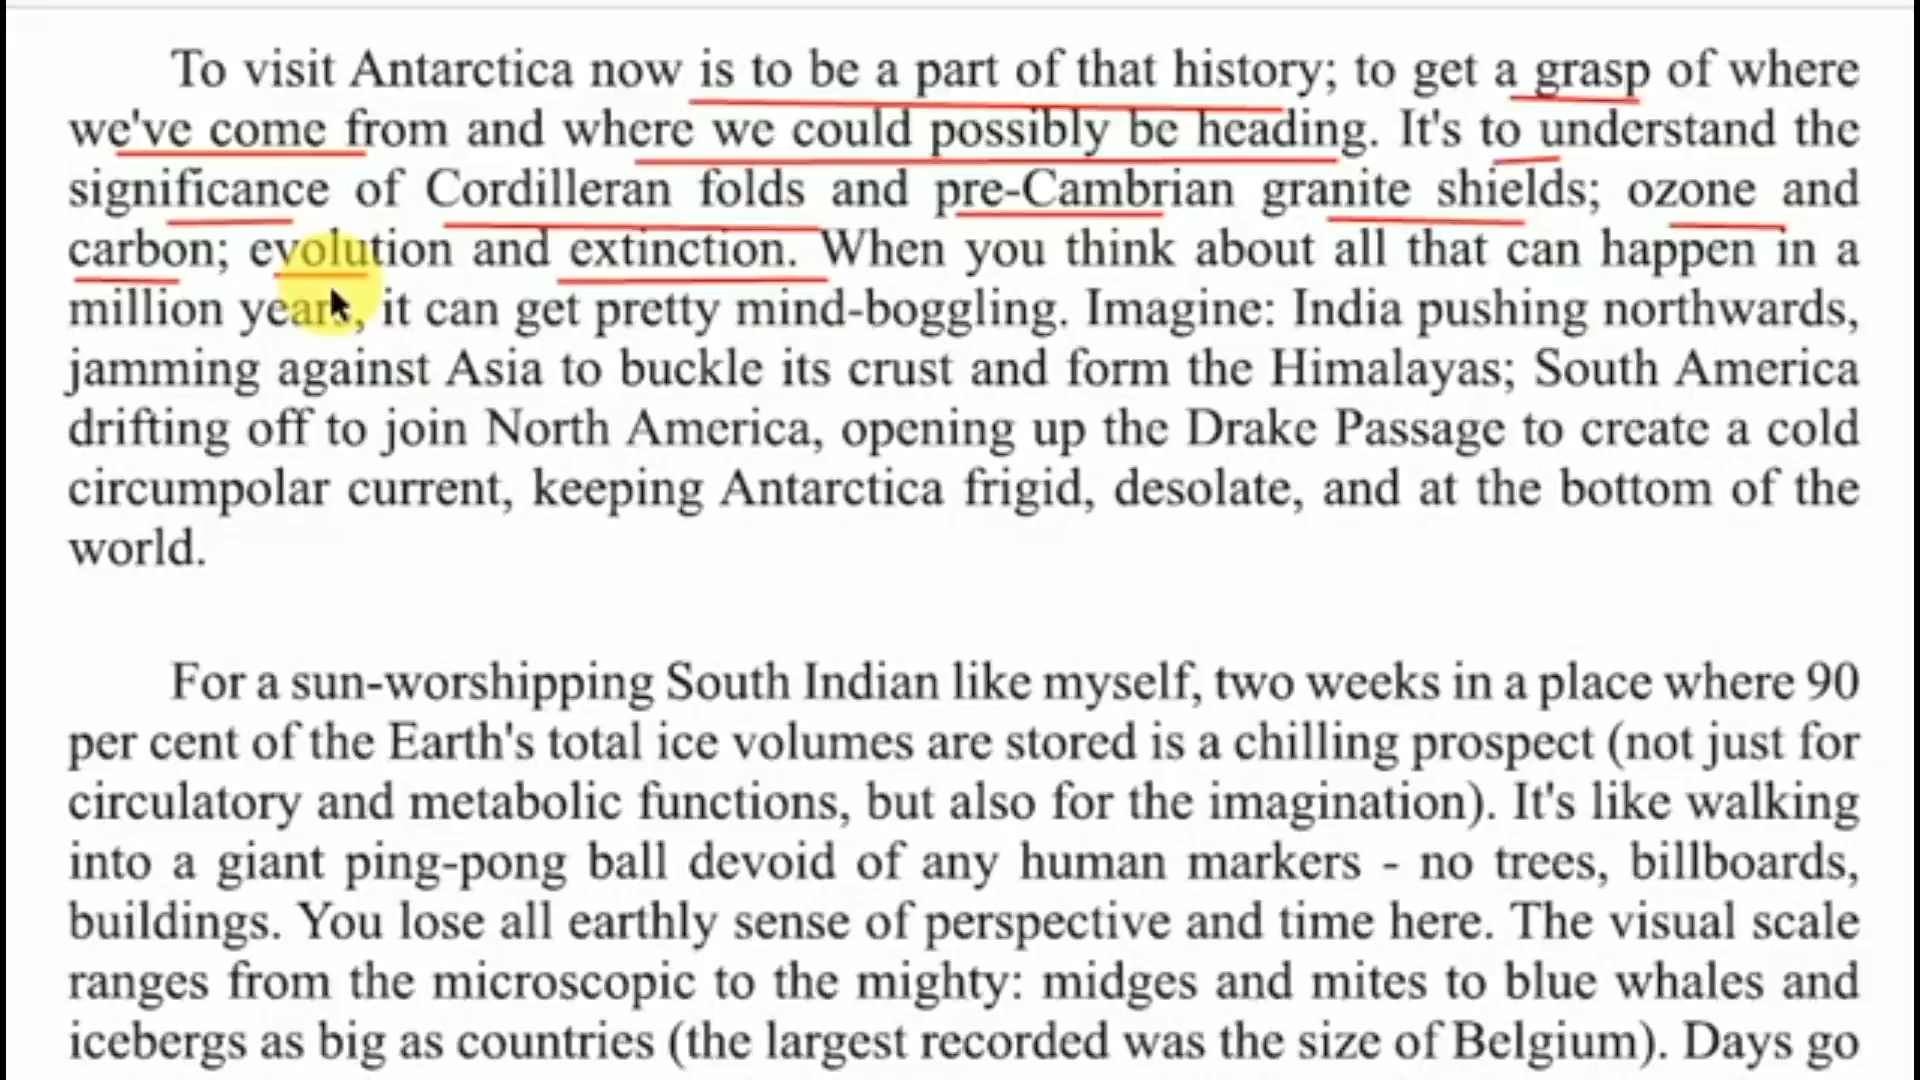 To visit Antarctica now is to be a part of that history; to get a grasp of where
we've come from and where we could possibly be heading. It's to understand the
significance of Cordilleran folds and pre-Cambrian granite shields; ozone and
carbon; evolution and extinction. When you think about all that can happen in a
million years, it can get pretty mind-boggling. Imagine: India pushing northwards,
jamming against Asia to buckle its crust and form the Himalayas; South America
drifting off to join North America, opening up the Drake Passage to create a cold
circumpolar current, keeping Antarctica frigid, desolate, and at the bottom of the
world.
For a sun-worshipping South Indian like myself, two weeks in a place where 90
per cent of the Earth's total ice volumes are stored is a chilling prospect (not just for
circulatory and metabolic functions, but also for the imagination). It's like walking
into a giant ping-pong ball devoid of any human markers - no trees, billboards,
buildings. You lose all earthly sense of perspective and time here. The visual scale
ranges from the microscopic to the mighty: midges and mites to blue whales and
icebergs as big as countries (the largest recorded was the size of Belgium). Days go